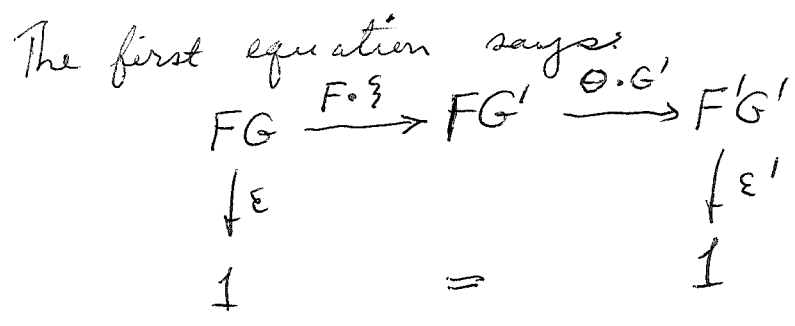 The first equation says:
F·ξ θ·G'
FG → FG' → F'G'
↓ε ↓ε'
1 = 1